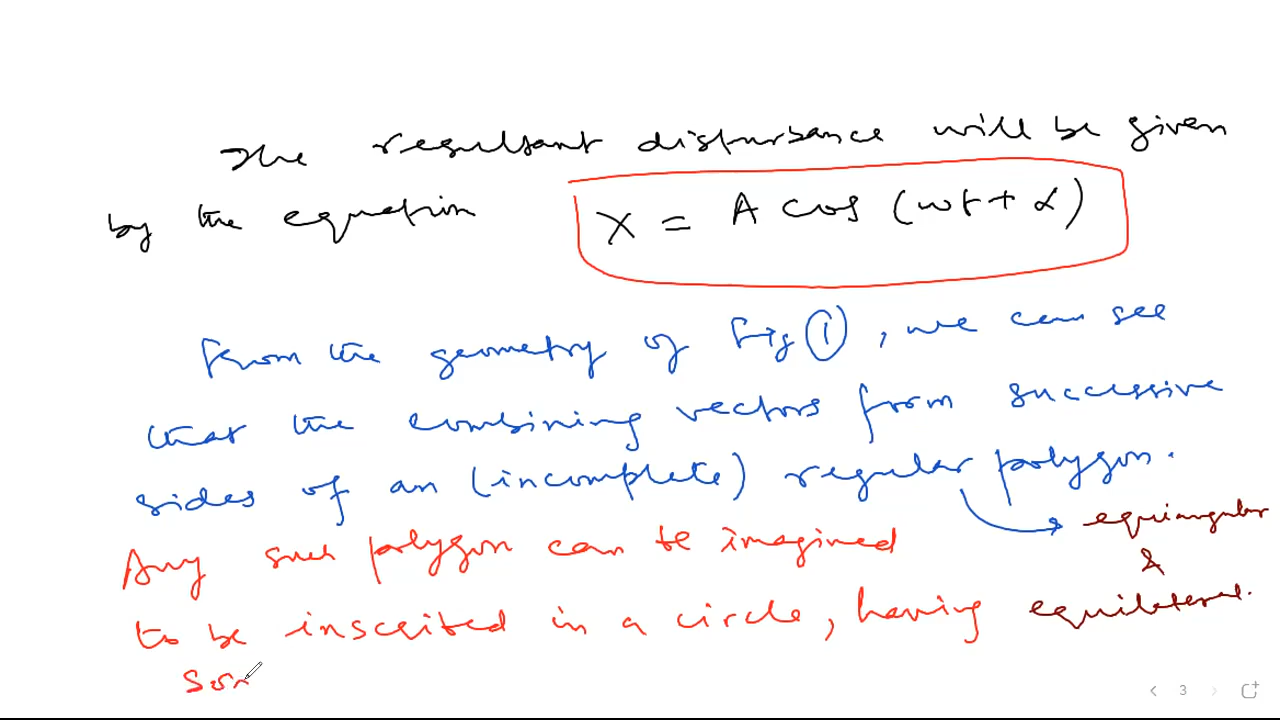 The resultant disturbance will be given
by the equation X = A cos (ωt + α)
From the geometry of Fig ①, we can see
that the combining vectors from successive
sides of an (incomplete) regular polygon.
equiangular
&
equilateral.
Any such polygon can be imagined
to be inscribed in a circle, having
som
3